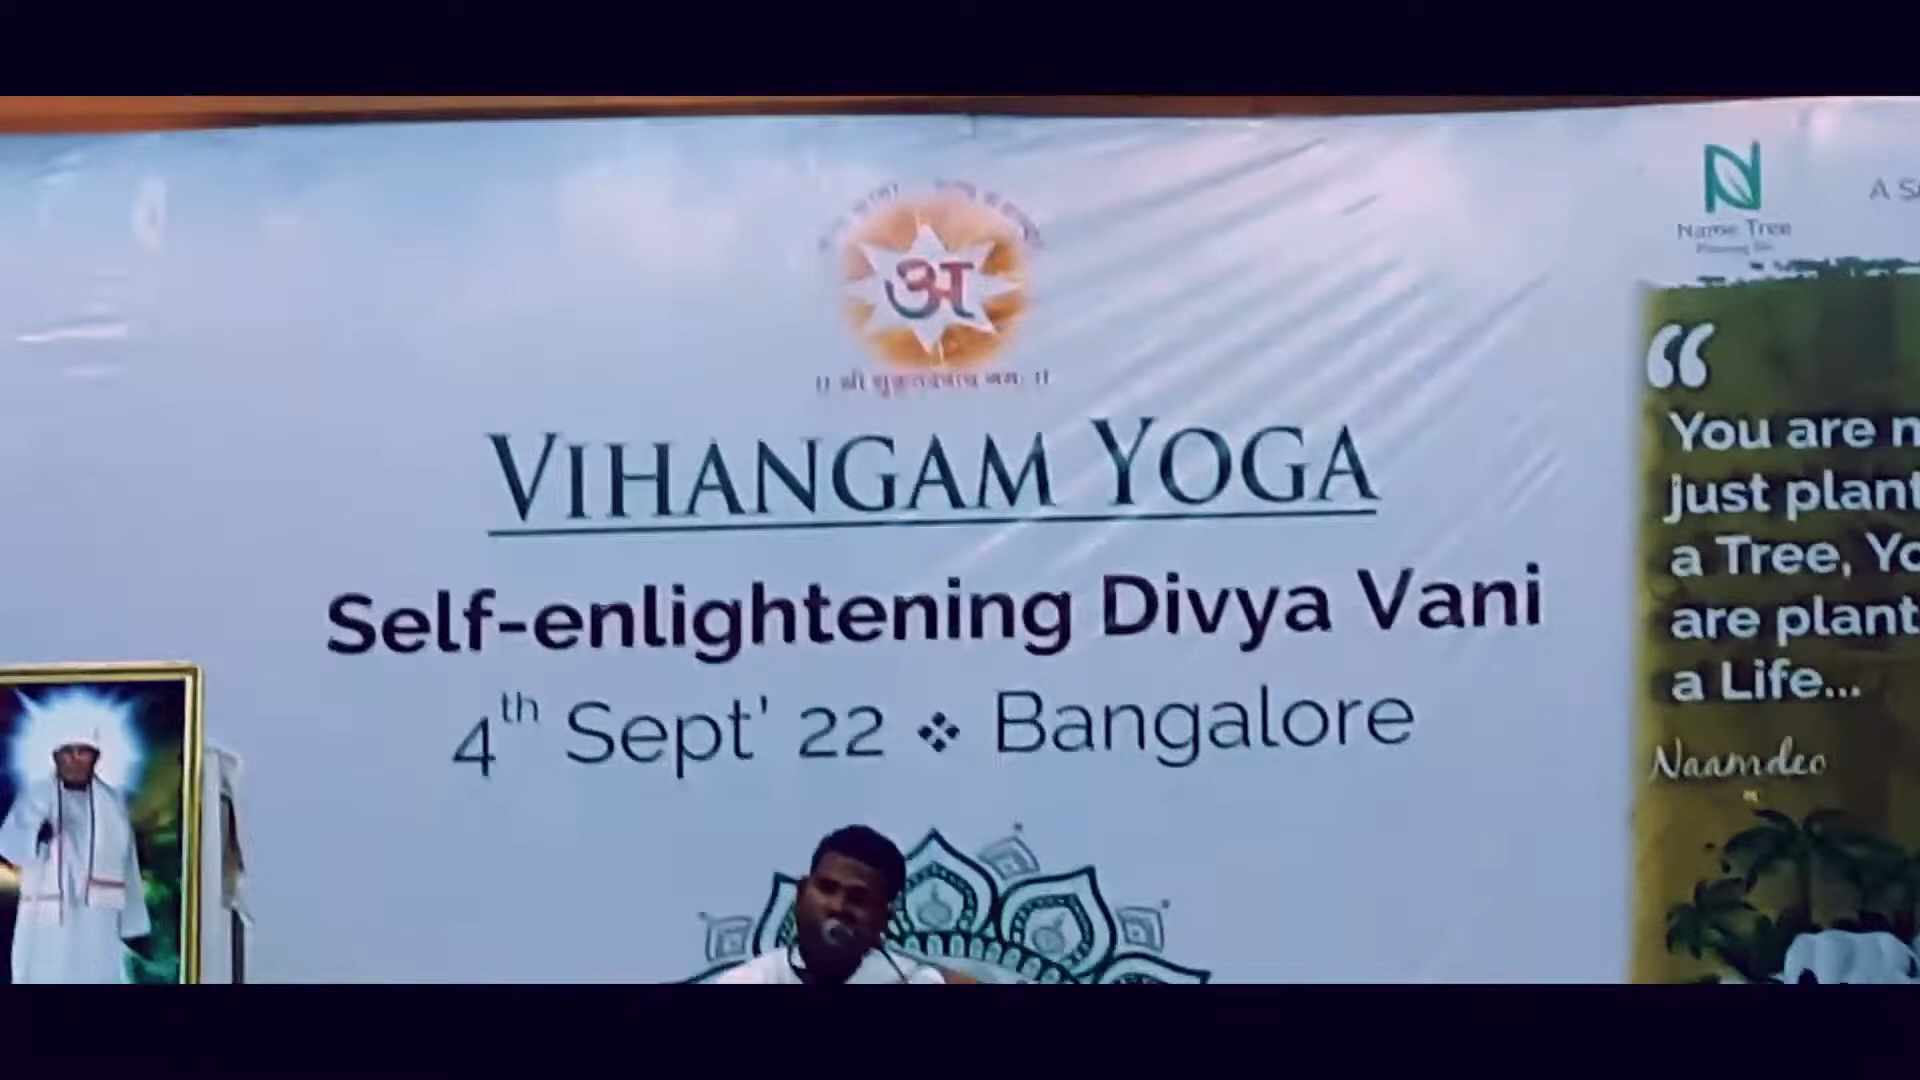 अ
VIHANGAM YOGA
Self-enlightening Divya Vani
4th Sept' 22 ❖ Bangalore
N
Name Tree
A S
“
You are n
just plant
a Tree, Yo
are plant
a Life...
Naamdeo